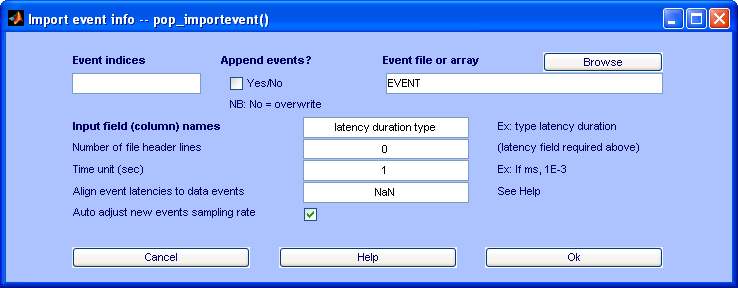 Import event info -- pop_importevent()
Event indices Append events? Event file or array Browse
Yes/No EVENT
NB: No = overwrite
Input field (column) names latency duration type Ex: type latency duration
Number of file header lines 0 (latency field required above)
Time unit (sec) 1 Ex: If ms, 1E-3
Align event latencies to data events NaN See Help
Auto adjust new events sampling rate
Cancel Help Ok